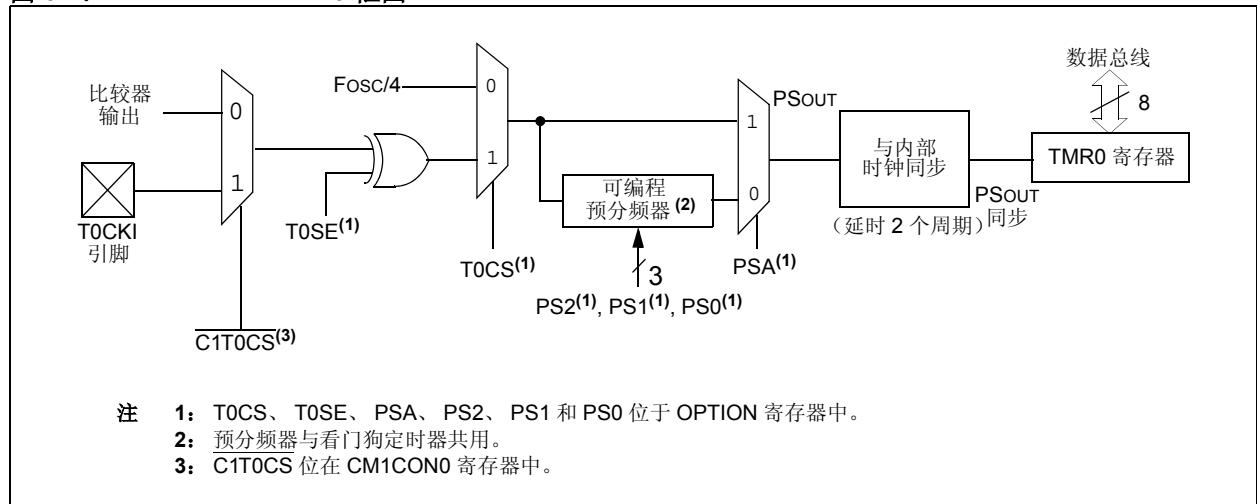 数据总线
8
比较器
输出
0
1
T0CKI
引脚
C1T0CS(3)
T0SE(1)
FOSC/4
0
1
T0CS(1)
可编程
预分频器 (2)
3
PS2(1), PS1(1), PS0(1)
1
0
PSOUT
PSA(1)
与内部
时钟同步
(延时 2 个周期)
PSOUT
同步
TMR0 寄存器
注 1: T0CS、 T0SE、 PSA、 PS2、 PS1 和 PS0 位于 OPTION 寄存器中。
2: 预分频器与看门狗定时器共用。
3: C1T0CS 位在 CM1CON0 寄存器中。